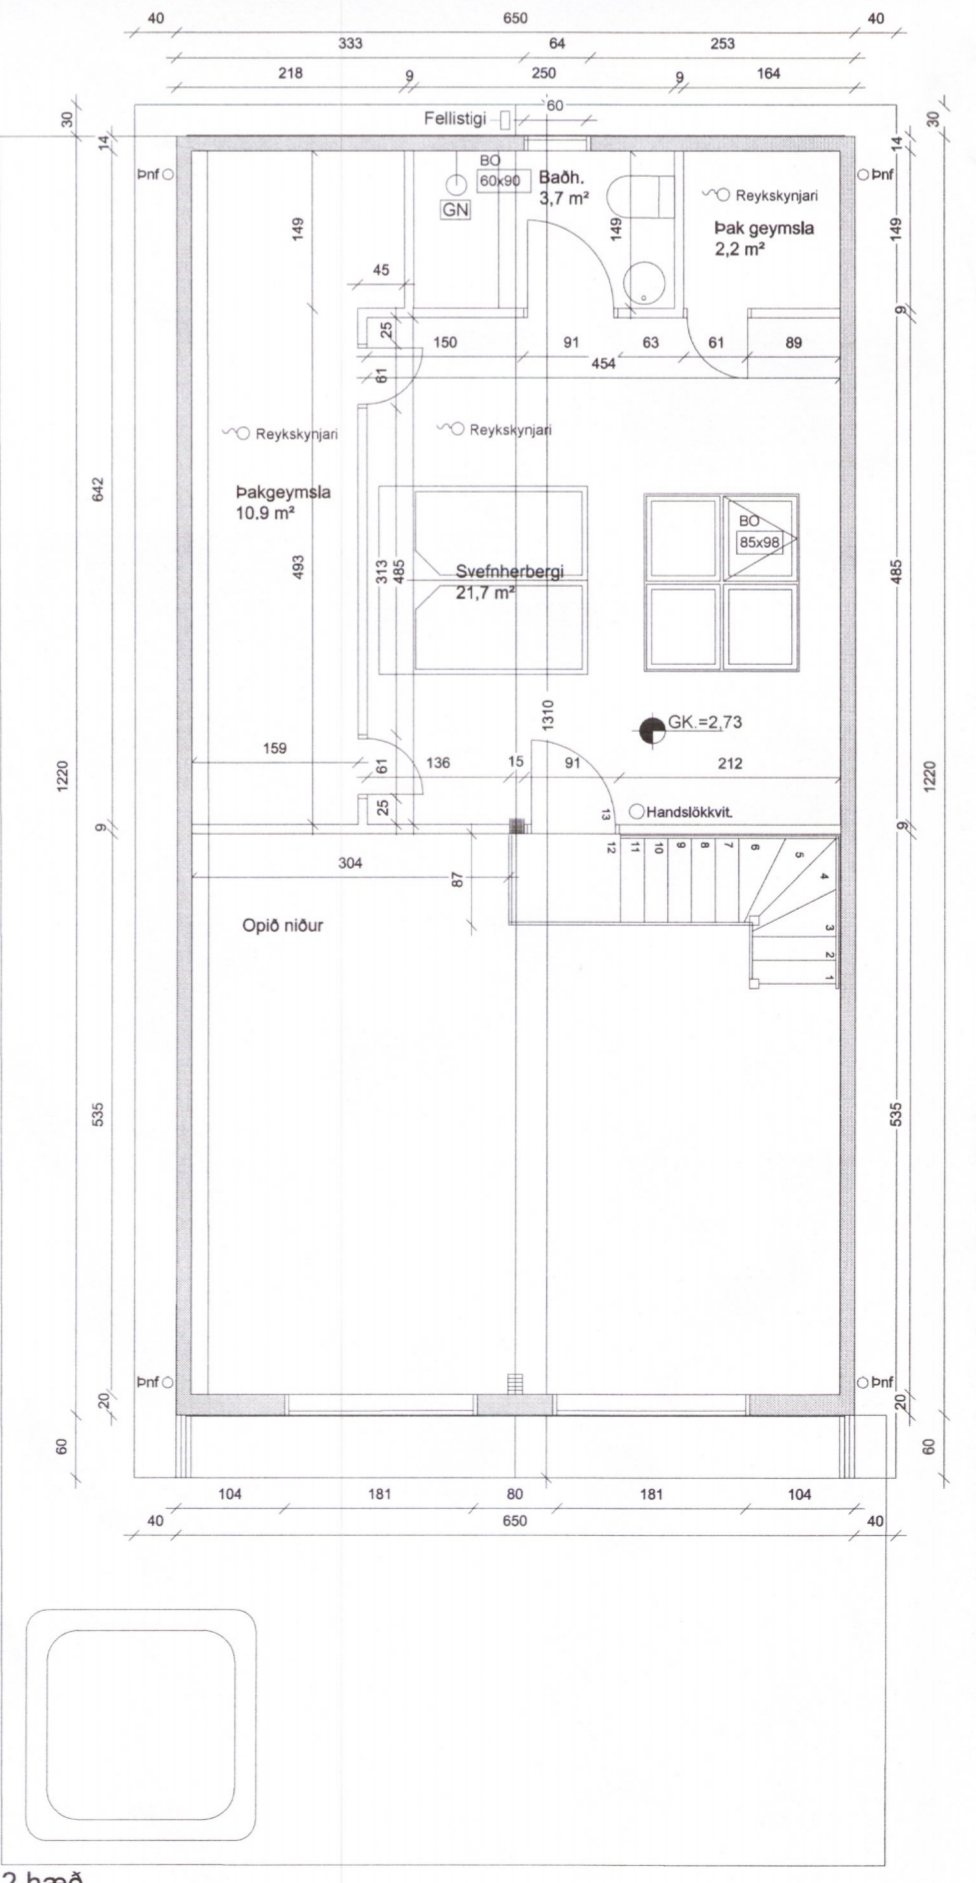 40 650 40
333 64 253
218 9 250 9 164
Fellistigi 60
30 30
14 14
Þnf Þnf
BO
60x90
Baðh.
3,7 m²
GN
Reykskynjari
Þak geymsla
2,2 m²
149 149 149
45
9
25 150 91 63 61 89
454
61
Reykskynjari
Reykskynjari
Þakgeymsla
10.9 m²
642
493
313
485
Svefnherbergi
21,7 m²
BO
85x98
485
1310
GK.=2,73
159 61 136 15 91 212
1220 1220
25
13 Handslökkvit.
9 9
12 11 10 9 8 7 6 5 4 3 2 1
304
87
Opið niður
535 535
Þnf Þnf
20 20
60 60
104 181 80 181 104
40 650 40
2 hæð